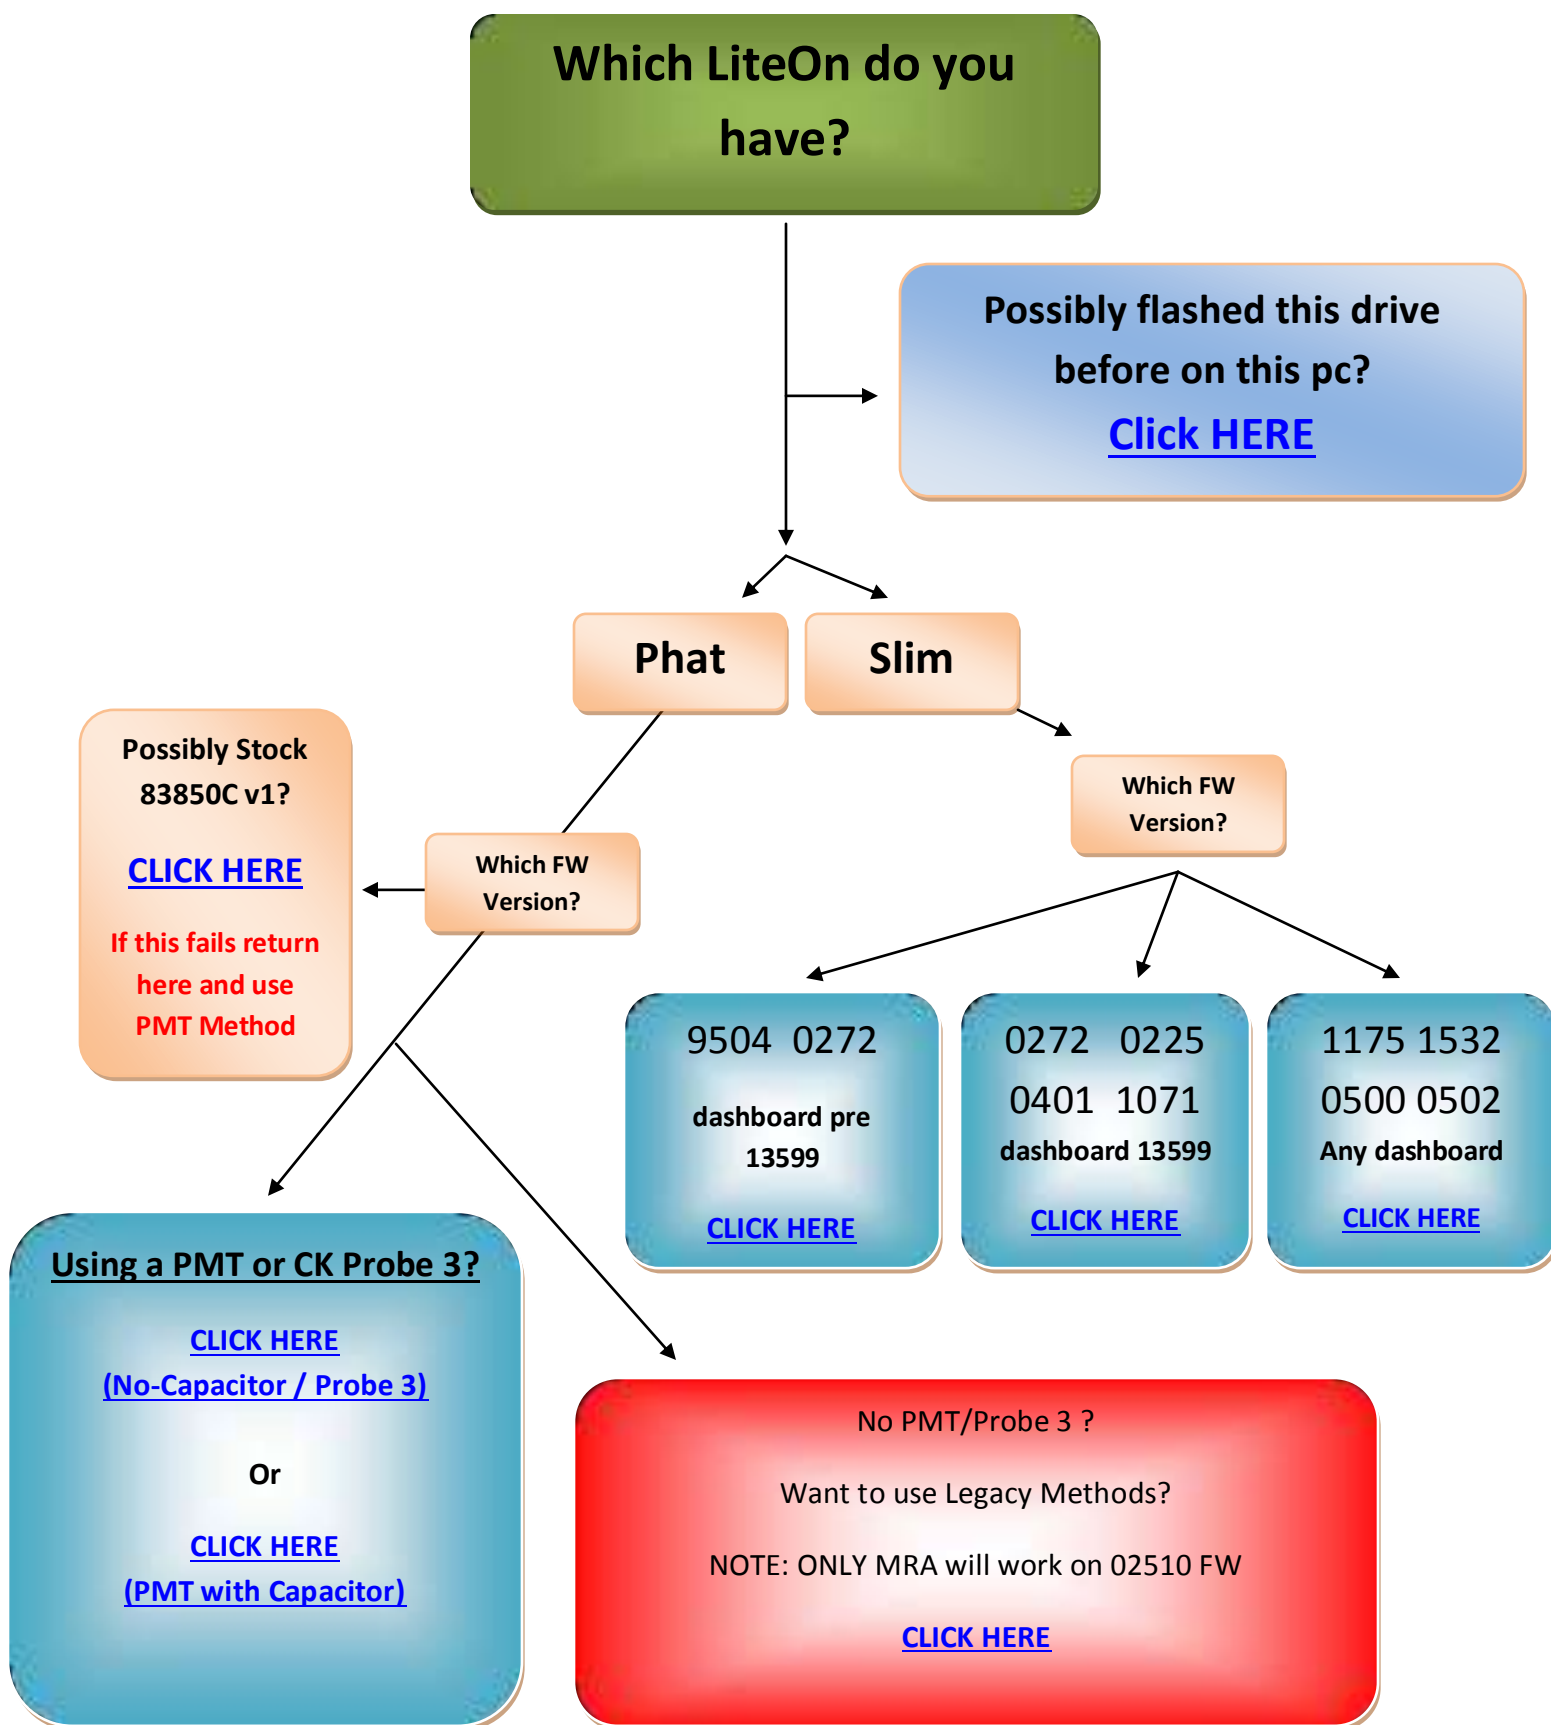 Which LiteOn do you
have?
Possibly flashed this drive
before on this pc?
Click HERE
Phat
Slim
Possibly Stock
83850C v1?
CLICK HERE
If this fails return
here and use
PMT Method
Which FW
Version?
Which FW
Version?
9504 0272
dashboard pre
13599
CLICK HERE
0272 0225
0401 1071
dashboard 13599
CLICK HERE
1175 1532
0500 0502
Any dashboard
CLICK HERE
Using a PMT or CK Probe 3?
CLICK HERE
(No-Capacitor / Probe 3)
Or
CLICK HERE
(PMT with Capacitor)
No PMT/Probe 3 ?
Want to use Legacy Methods?
NOTE: ONLY MRA will work on 02510 FW
CLICK HERE